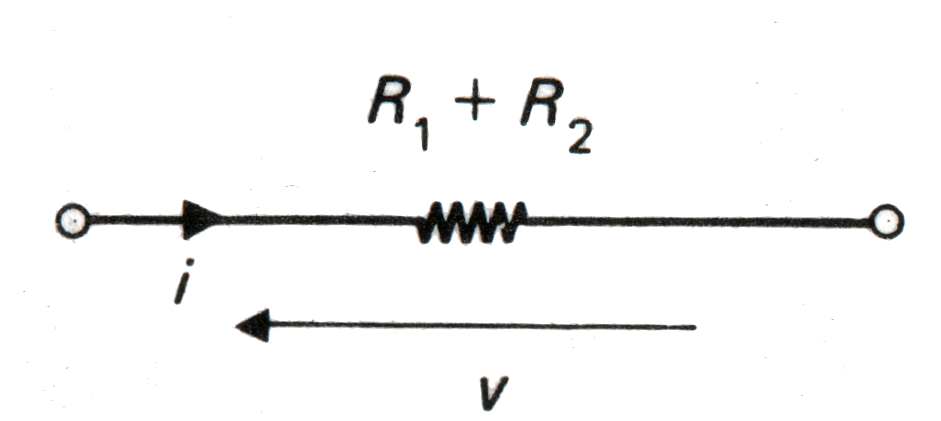 R₁ + R₂
i
v